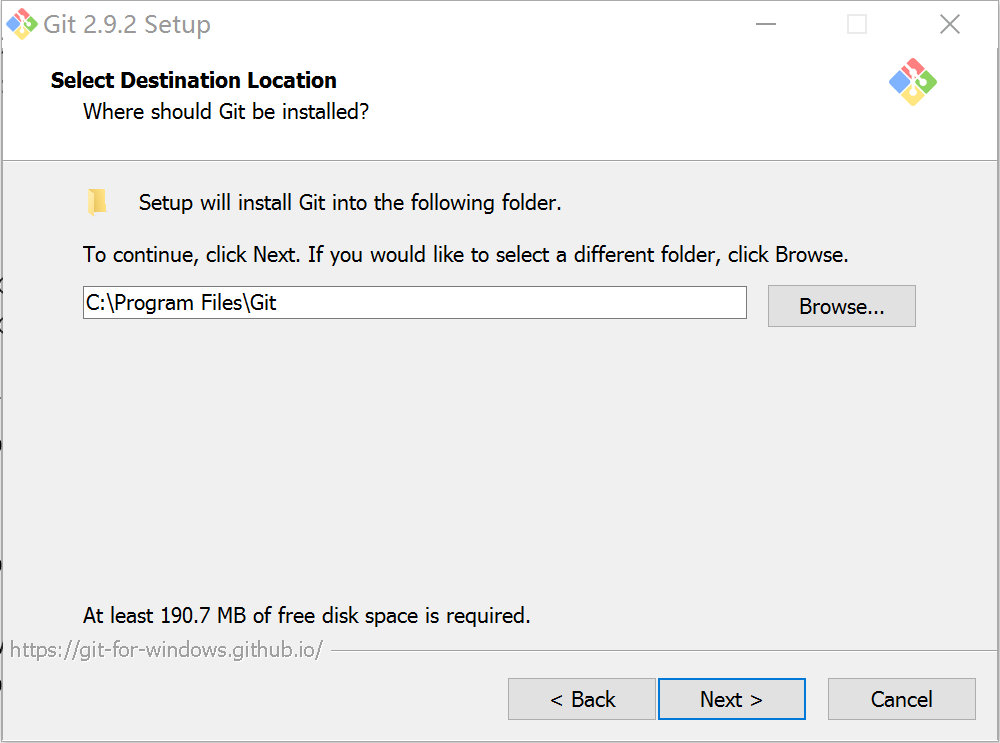 Git 2.9.2 Setup
Select Destination Location
Where should Git be installed?
Setup will install Git into the following folder.
To continue, click Next. If you would like to select a different folder, click Browse.
C:\Program Files\Git
Browse...
At least 190.7 MB of free disk space is required.
https://git-for-windows.github.io/
< Back
Next >
Cancel